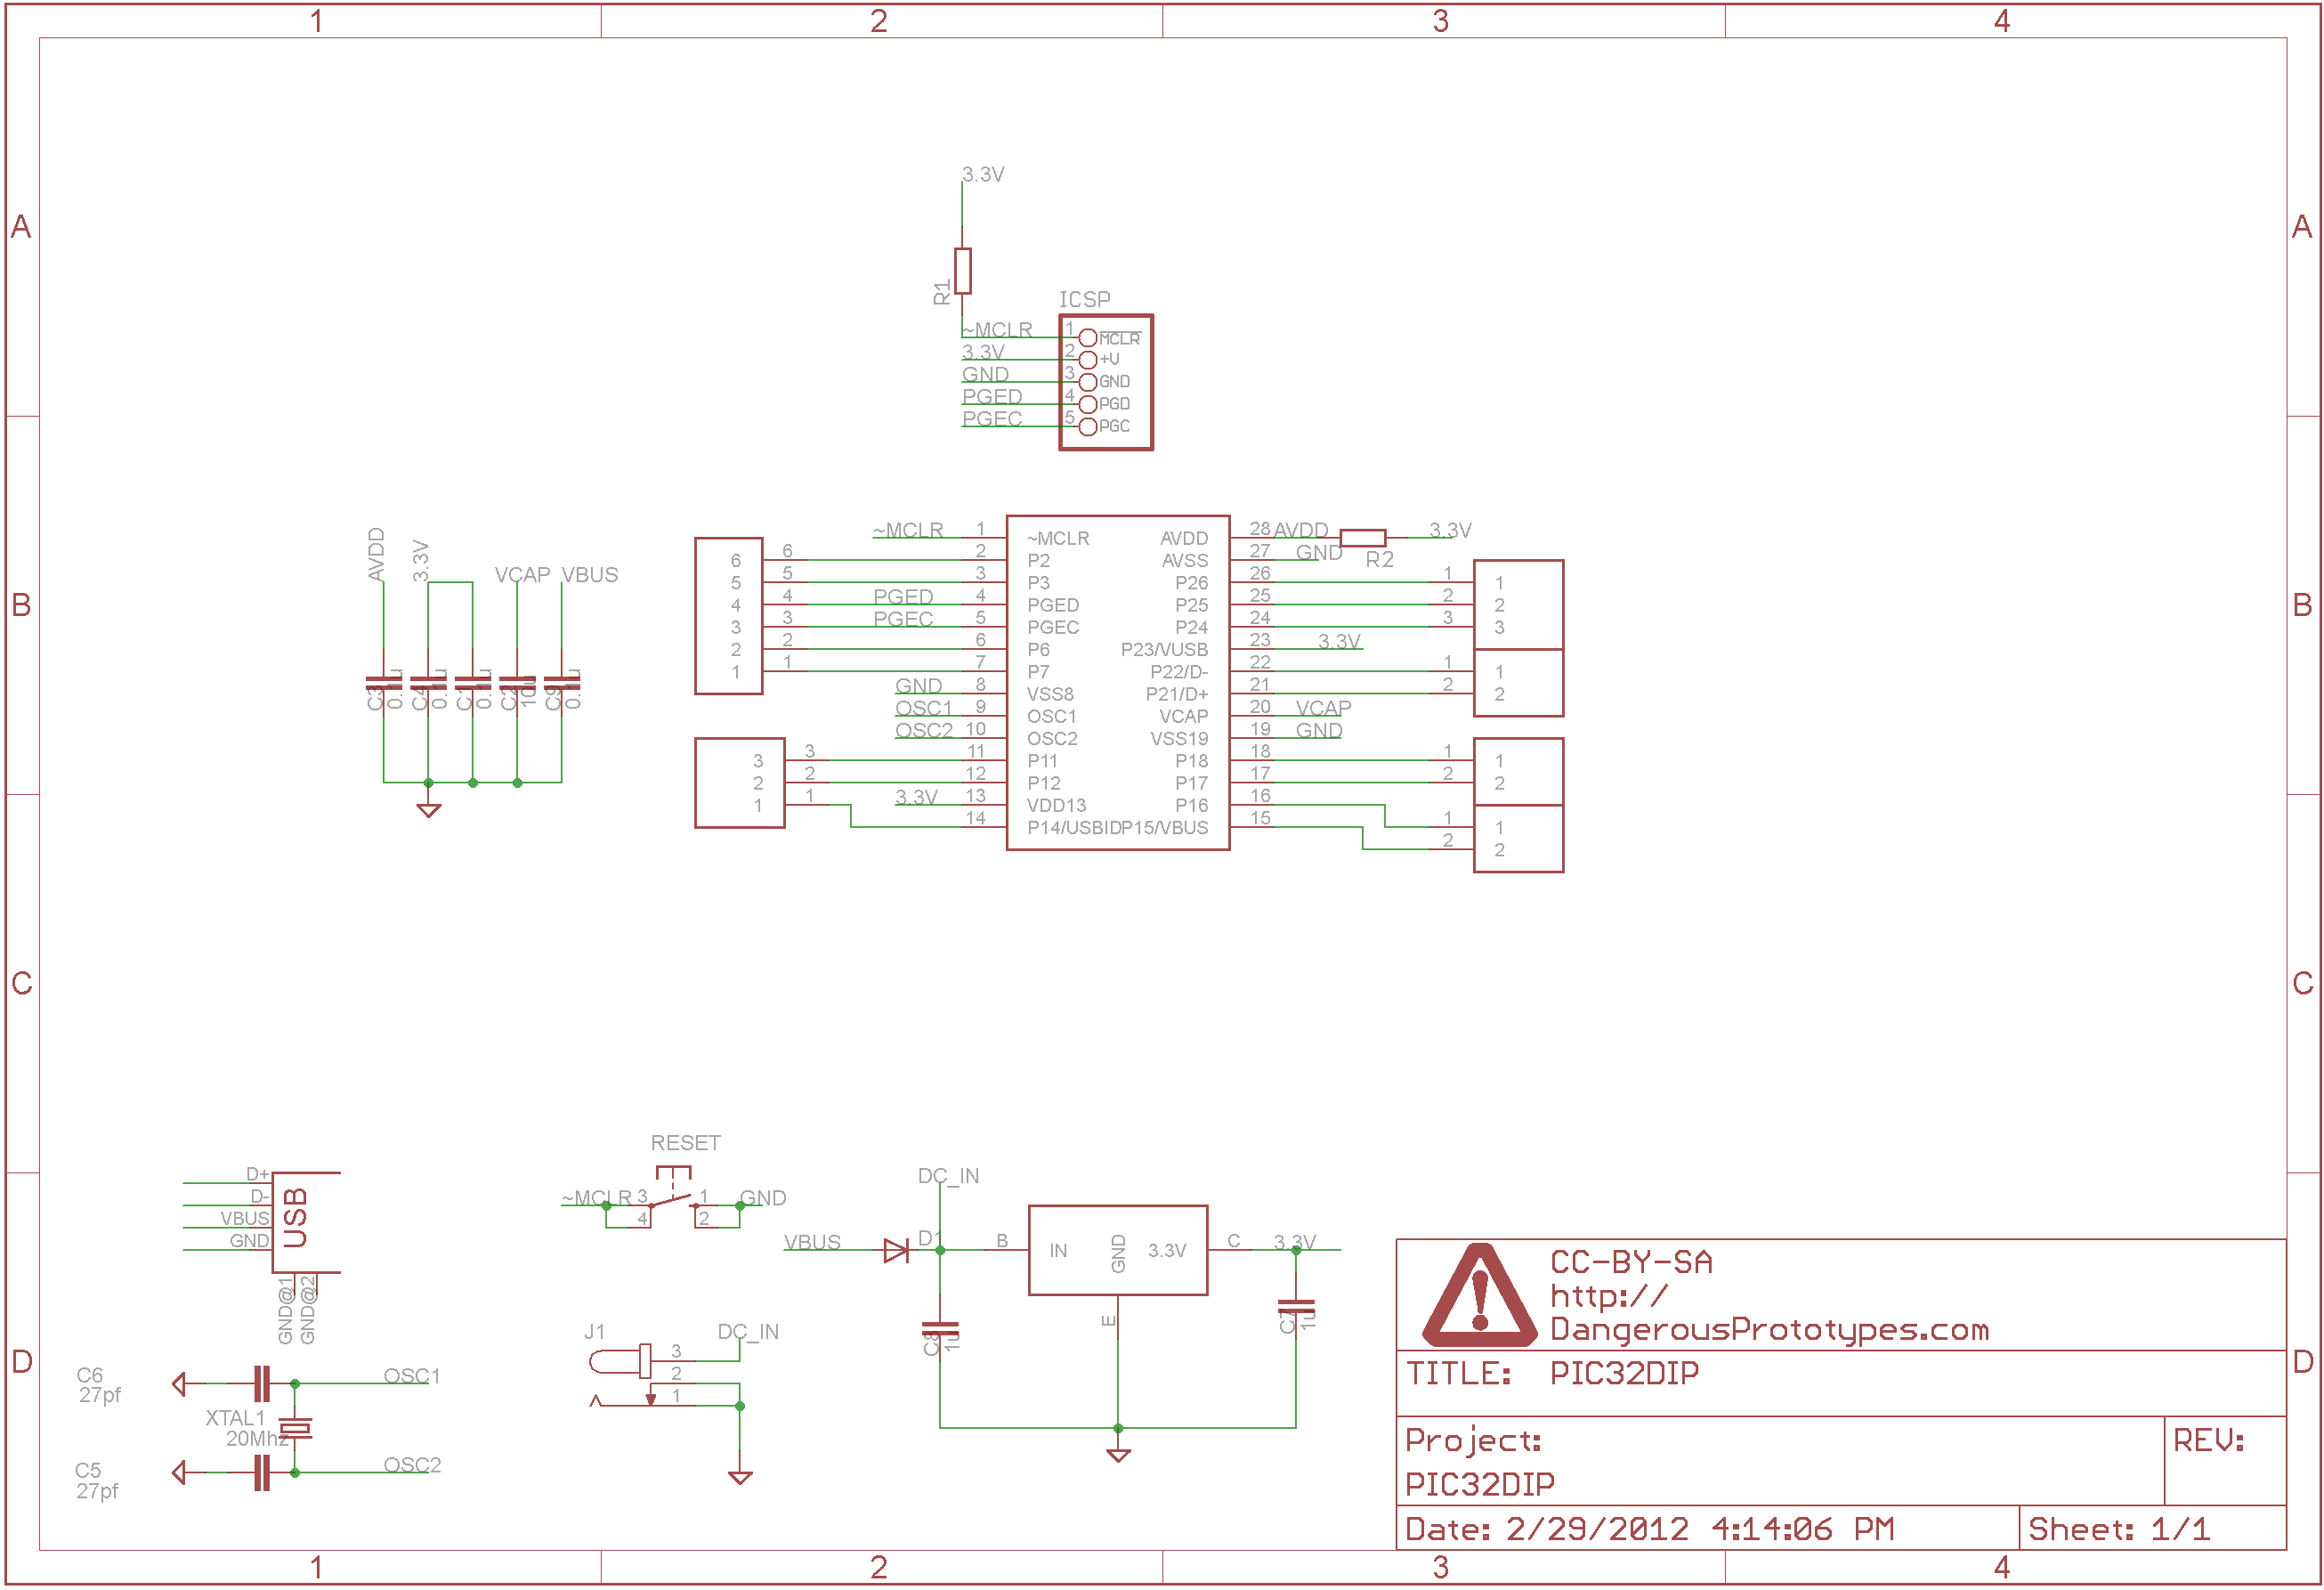 1 2 3 4
A A
3.3V
R1
ICSP
~MCLR 1 MCLR
3.3V 2 +V
GND 3 GND
PGED 4 PGD
PGEC 5 PGC
B B
AVDD
3.3V
VCAP VBUS
C3 0.1u
C4 0.1u
C1 0.1u
C2 10u
C9 0.1u
~MCLR 1 ~MCLR AVDD 28 AVDD R2 3.3V
6 6 2 P2 AVSS 27 GND
5 5 3 P3 P26 26 1 1
4 4 PGED 4 PGED P25 25 2 2
3 3 PGEC 5 PGEC P24 24 3 3
2 2 6 P6 P23/VUSB 23 3.3V
1 1 7 P7 P22/D- 22 1 1
GND 8 VSS8 P21/D+ 21 2 2
OSC1 9 OSC1 VCAP 20 VCAP
OSC2 10 OSC2 VSS19 19 GND
3 3 11 P11 P18 18 1 1
2 2 12 P12 P17 17 2 2
1 1 3.3V 13 VDD13 P16 16 1 1
14 P14/USBID P15/VBUS 15 2 2
C C
RESET
~MCLR 3 1 GND
4 2
D+
D-
VBUS
GND
USB
GND@1
GND@2
DC_IN
VBUS D1 B IN GND 3.3V C 3.3V
E
C8 1u
C7 1u
J1 DC_IN
3
2
1
D D
C6
27pf
OSC1
XTAL1
20Mhz
C5
27pf
OSC2
CC-BY-SA
http://
DangerousPrototypes.com
TITLE: PIC32DIP
Project:
PIC32DIP
REV:
Date: 2/29/2012 4:14:06 PM
Sheet: 1/1
1 2 3 4